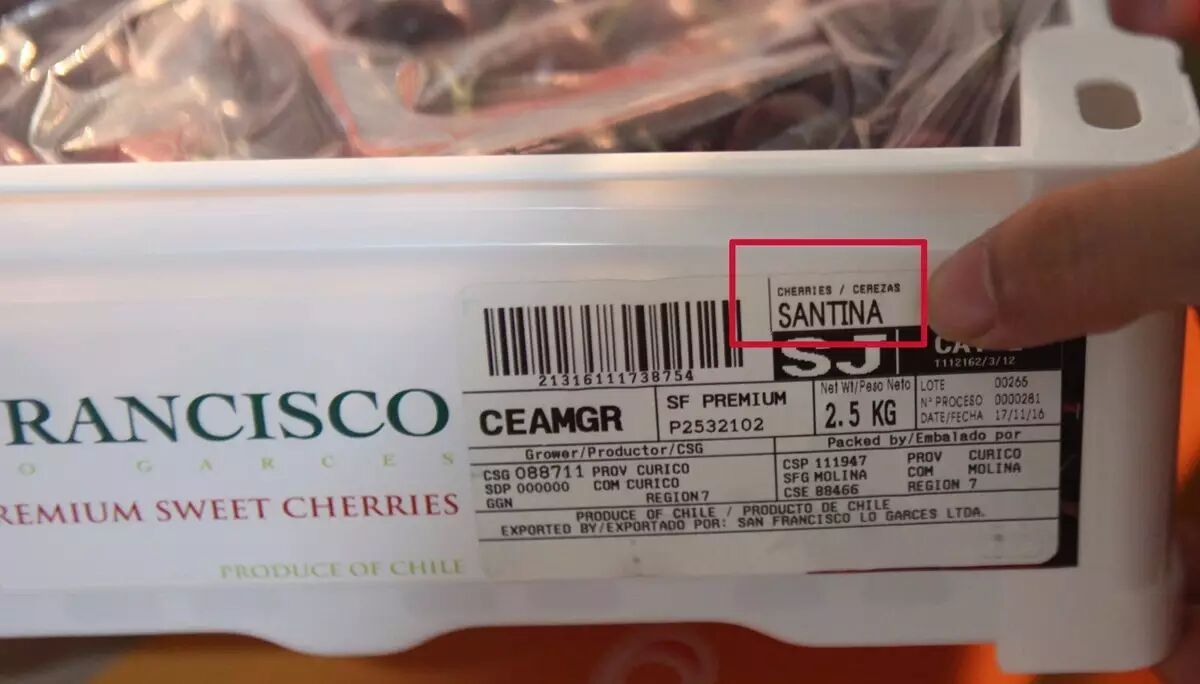 RANCISCO
O GARCES
REMIUM SWEET CHERRIES
PRODUCE OF CHILE
21316111738754
CHERRIES / CEREZAS
SANTINA
SJ
1112162/3/12
CEAMGR
SF PREMIUM
P2532102
Net Wt/Peso Neto
2.5 KG
LOTE 00265
Nº PROCESO 0000281
DATE/FECHA 17/11/16
Grower/Productor/CSG
CSG 088711 PROV CURICO
SDP 000000 COM CURICO
GGN REGION7
Packed by/Embalado por
CSP 111947 PROV CURICO
SFG MOLINA COM MOLINA
CSE 88466 REGION 7
PRODUCE OF CHILE / PRODUCTO DE CHILE
EXPORTED BY/EXPORTADO POR: SAN FRANCISCO LO GARCES LTDA.